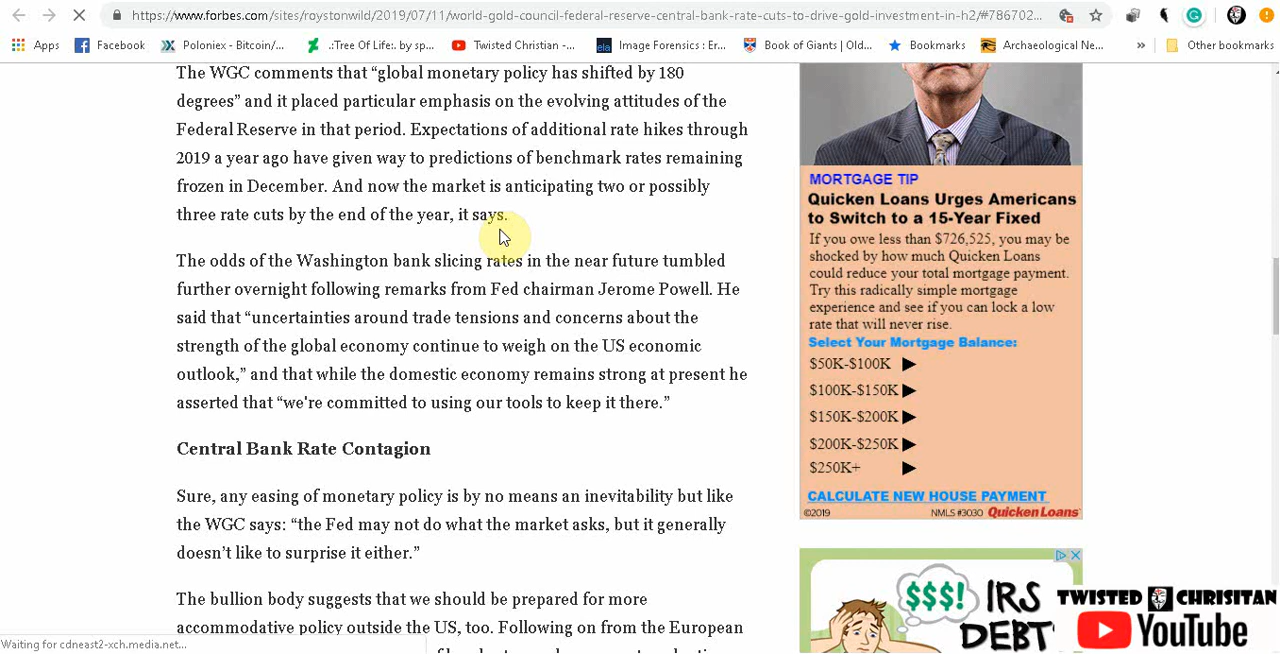 https://www.forbes.com/sites/roystonwild/2019/07/11/world-gold-council-federal-reserve-central-bank-rate-cuts-to-drive-gold-investment-in-h2/#786702...
Apps Facebook Poloniex - Bitcoin/... .:Tree Of Life:. by sp... Twisted Christian -... Image Forensics : Er... Book of Giants | Old... Bookmarks Archaeological Ne... » Other bookmarks
The WGC comments that “global monetary policy has shifted by 180
degrees” and it placed particular emphasis on the evolving attitudes of the
Federal Reserve in that period. Expectations of additional rate hikes through
2019 a year ago have given way to predictions of benchmark rates remaining
frozen in December. And now the market is anticipating two or possibly
three rate cuts by the end of the year, it says.
The odds of the Washington bank slicing rates in the near future tumbled
further overnight following remarks from Fed chairman Jerome Powell. He
said that “uncertainties around trade tensions and concerns about the
strength of the global economy continue to weigh on the US economic
outlook,” and that while the domestic economy remains strong at present he
asserted that “we're committed to using our tools to keep it there.”
Central Bank Rate Contagion
Sure, any easing of monetary policy is by no means an inevitability but like
the WGC says: “the Fed may not do what the market asks, but it generally
doesn’t like to surprise it either.”
The bullion body suggests that we should be prepared for more
accommodative policy outside the US, too. Following on from the European
MORTGAGE TIP
Quicken Loans Urges Americans
to Switch to a 15-Year Fixed
If you owe less than $726,525, you may be
shocked by how much Quicken Loans
could reduce your total mortgage payment.
Try this radically simple mortgage
experience and see if you can lock a low
rate that will never rise.
Select Your Mortgage Balance:
$50K-$100K
$100K-$150K
$150K-$200K
$200K-$250K
$250K+
CALCULATE NEW HOUSE PAYMENT
©2019 NMLS #3030 Quicken Loans
$$$! IRS
DEBT
TWISTED CHRISITAN
YouTube
Waiting for cdneast2-xch.media.net...